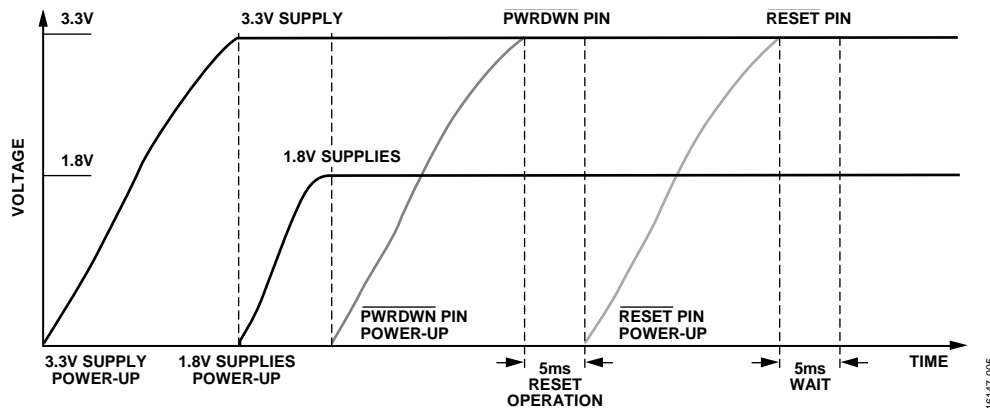 3.3V
3.3V SUPPLY
PWRDWN PIN
RESET PIN
1.8V
1.8V SUPPLIES
VOLTAGE
PWRDWN PIN
POWER-UP
RESET PIN
POWER-UP
3.3V SUPPLY
POWER-UP
1.8V SUPPLIES
POWER-UP
5ms
RESET
OPERATION
5ms
WAIT
TIME
16147-005